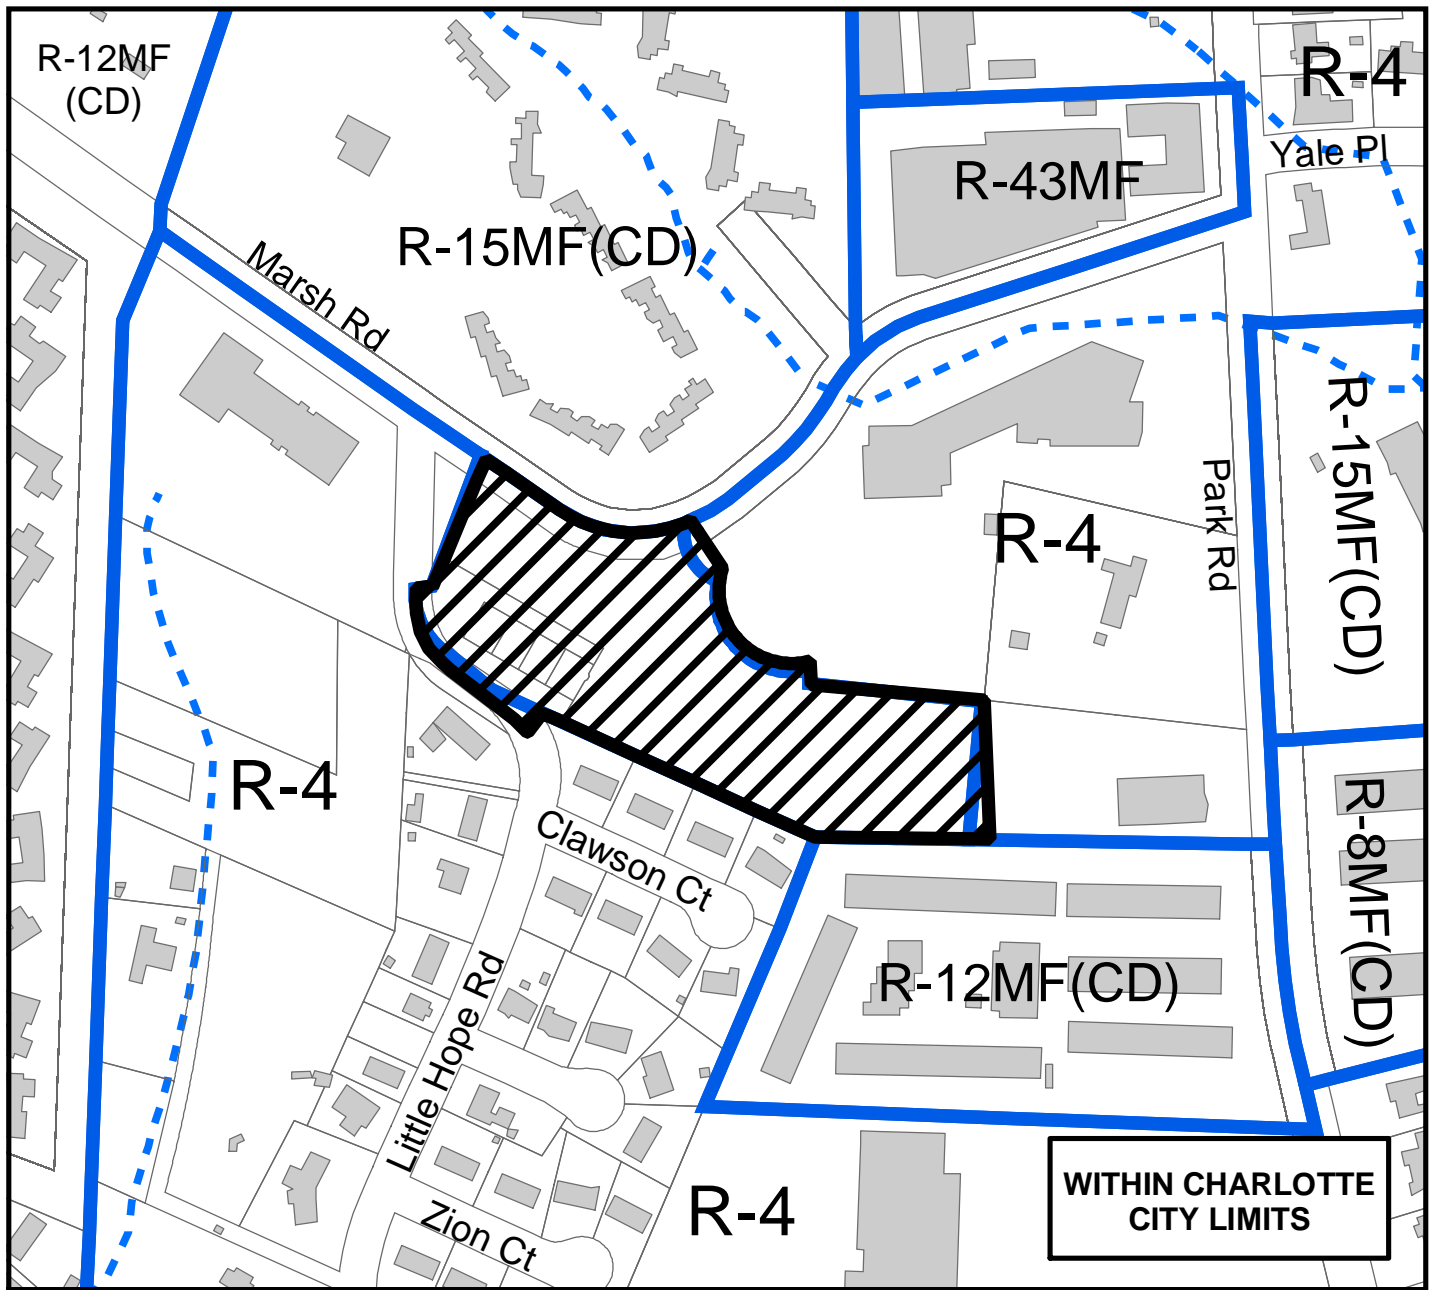 R-12MF
(CD)
R-4
Yale Pl
R-43MF
R-15MF(CD)
Marsh Rd
R-15MF(CD)
Park Rd
R-4
R-4
Clawson Ct
R-8MF(CD)
Little Hope Rd
R-12MF(CD)
Zion Ct
R-4
WITHIN CHARLOTTE
CITY LIMITS